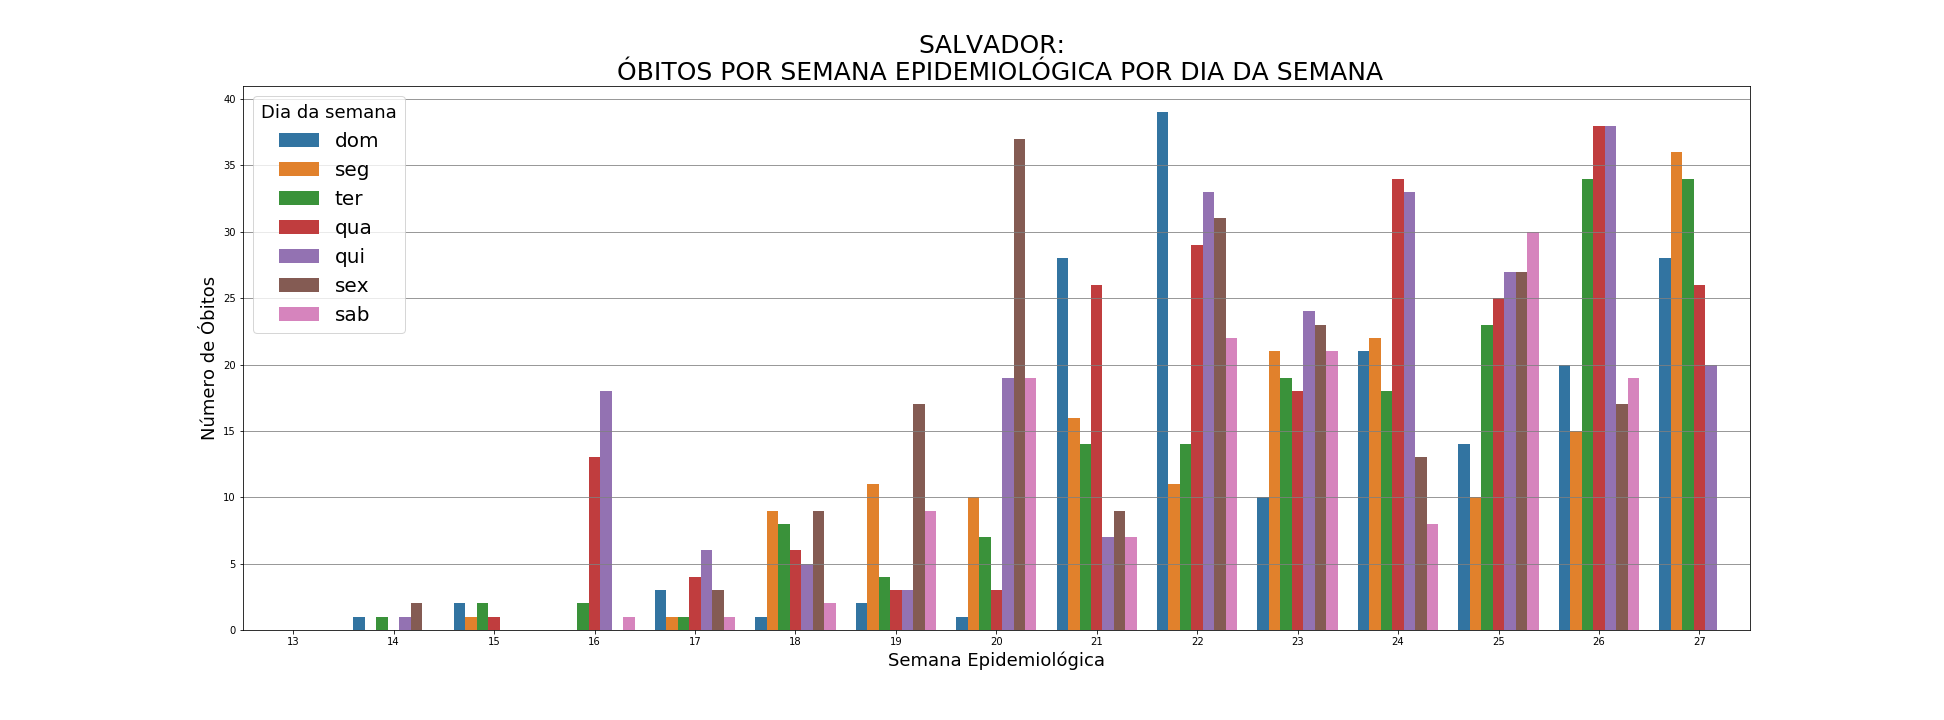 SALVADOR:
ÓBITOS POR SEMANA EPIDEMIOLÓGICA POR DIA DA SEMANA
Número de Óbitos
40
35
30
25
20
15
10
5
0
Dia da semana
dom
seg
ter
qua
qui
sex
sab
13 14 15 16 17 18 19 20 21 22 23 24 25 26 27
Semana Epidemiológica